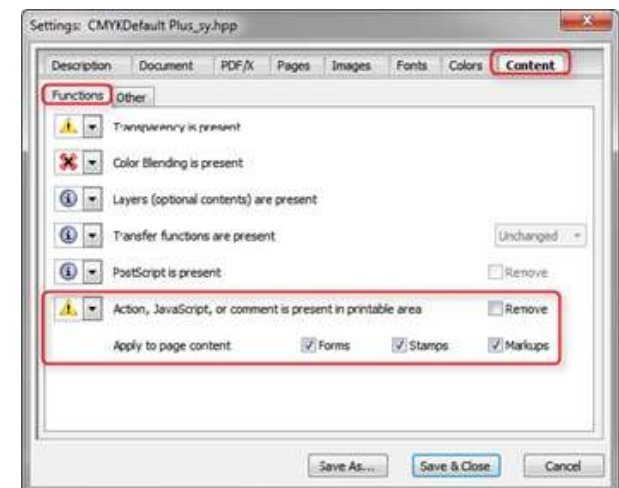 Settings: CMYKDefault Plus_sy.hpp
Description Document PDF/X Pages Images Fonts Colors Content
Functions Other
Transparency is present
Color Blending is present
Layers (optional contents) are present
Transfer functions are present Unchanged
PostScript is present Remove
Action, JavaScript, or comment is present in printable area Remove
Apply to page content Forms Stamps Markups
Save As... Save & Close Cancel